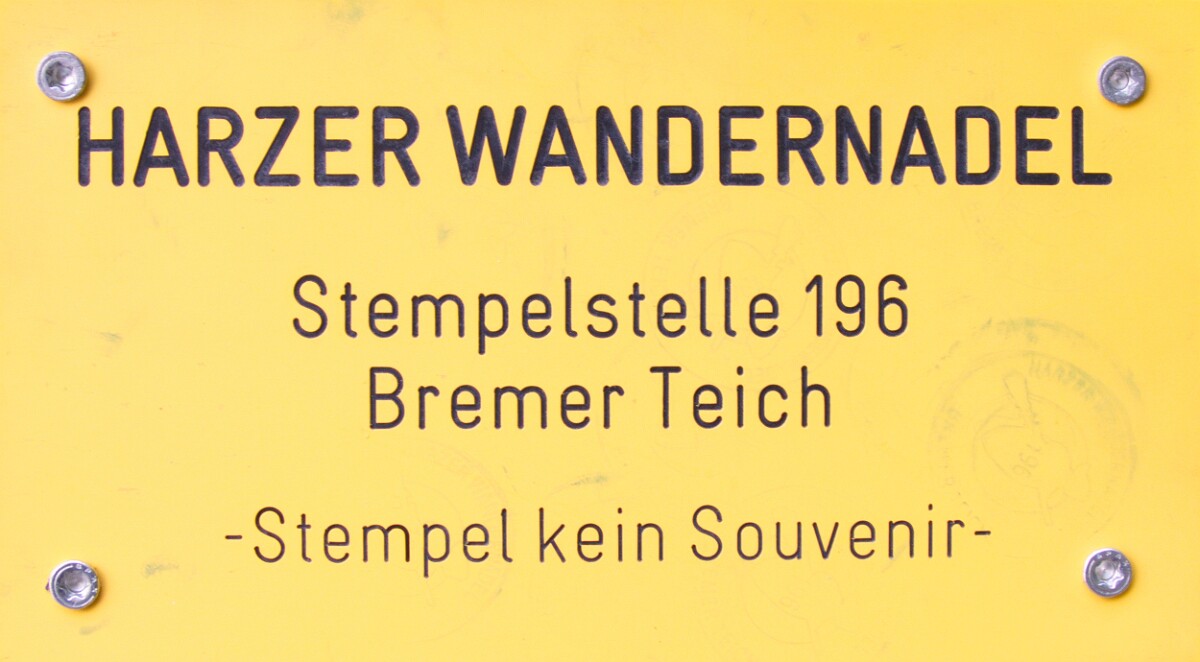 HARZER WANDERNADEL
Stempelstelle 196
Bremer Teich
-Stempel kein Souvenir-